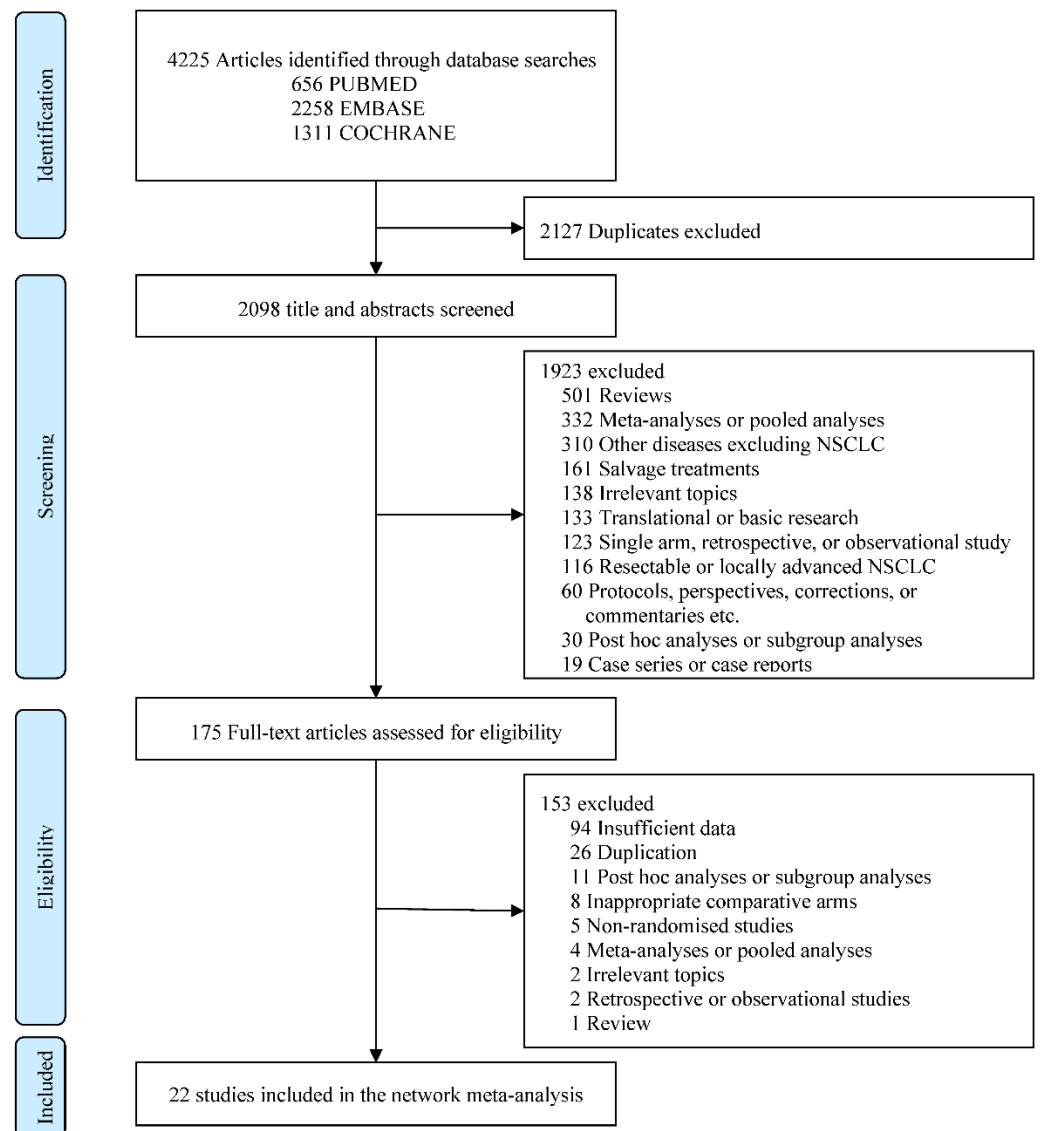 Identification
4225 Articles identified through database searches
656 PUBMED
2258 EMBASE
1311 COCHRANE
2127 Duplicates excluded
Screening
2098 title and abstracts screened
1923 excluded
501 Reviews
332 Meta-analyses or pooled analyses
310 Other diseases excluding NSCLC
161 Salvage treatments
138 Irrelevant topics
133 Translational or basic research
123 Single arm, retrospective, or observational study
116 Resectable or locally advanced NSCLC
60 Protocols, perspectives, corrections, or
commentaries etc.
30 Post hoc analyses or subgroup analyses
19 Case series or case reports
Eligibility
175 Full-text articles assessed for eligibility
153 excluded
94 Insufficient data
26 Duplication
11 Post hoc analyses or subgroup analyses
8 Inappropriate comparative arms
5 Non-randomised studies
4 Meta-analyses or pooled analyses
2 Irrelevant topics
2 Retrospective or observational studies
1 Review
Included
22 studies included in the network meta-analysis